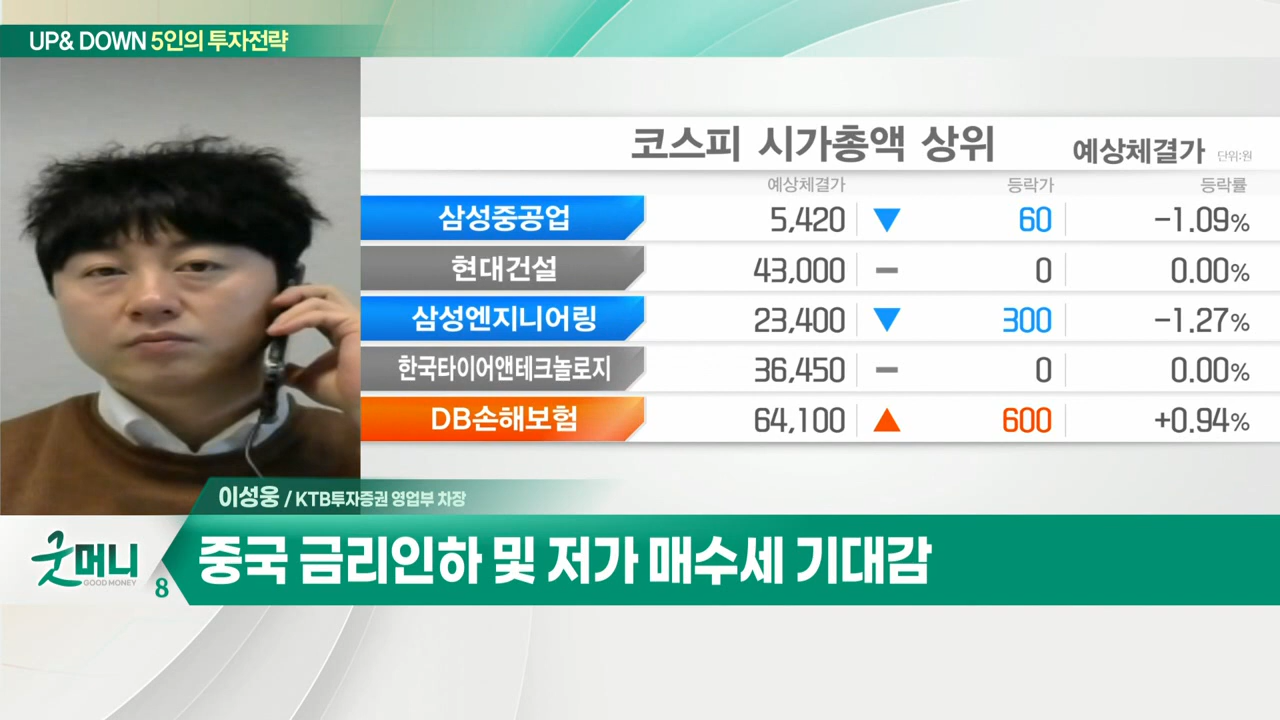 UP& DOWN 5인의 투자전략
코스피 시가총액 상위 예상체결가 단위:원
예상체결가 등락가 등락률
삼성중공업 5,420 ▼ 60 -1.09%
현대건설 43,000 - 0 0.00%
삼성엔지니어링 23,400 ▼ 300 -1.27%
한국타이어앤테크놀로지 36,450 - 0 0.00%
DB손해보험 64,100 ▲ 600 +0.94%
이성웅 / KTB투자증권 영업부 차장
중국 금리인하 및 저가 매수세 기대감
굿머니
GOOD MONEY
8